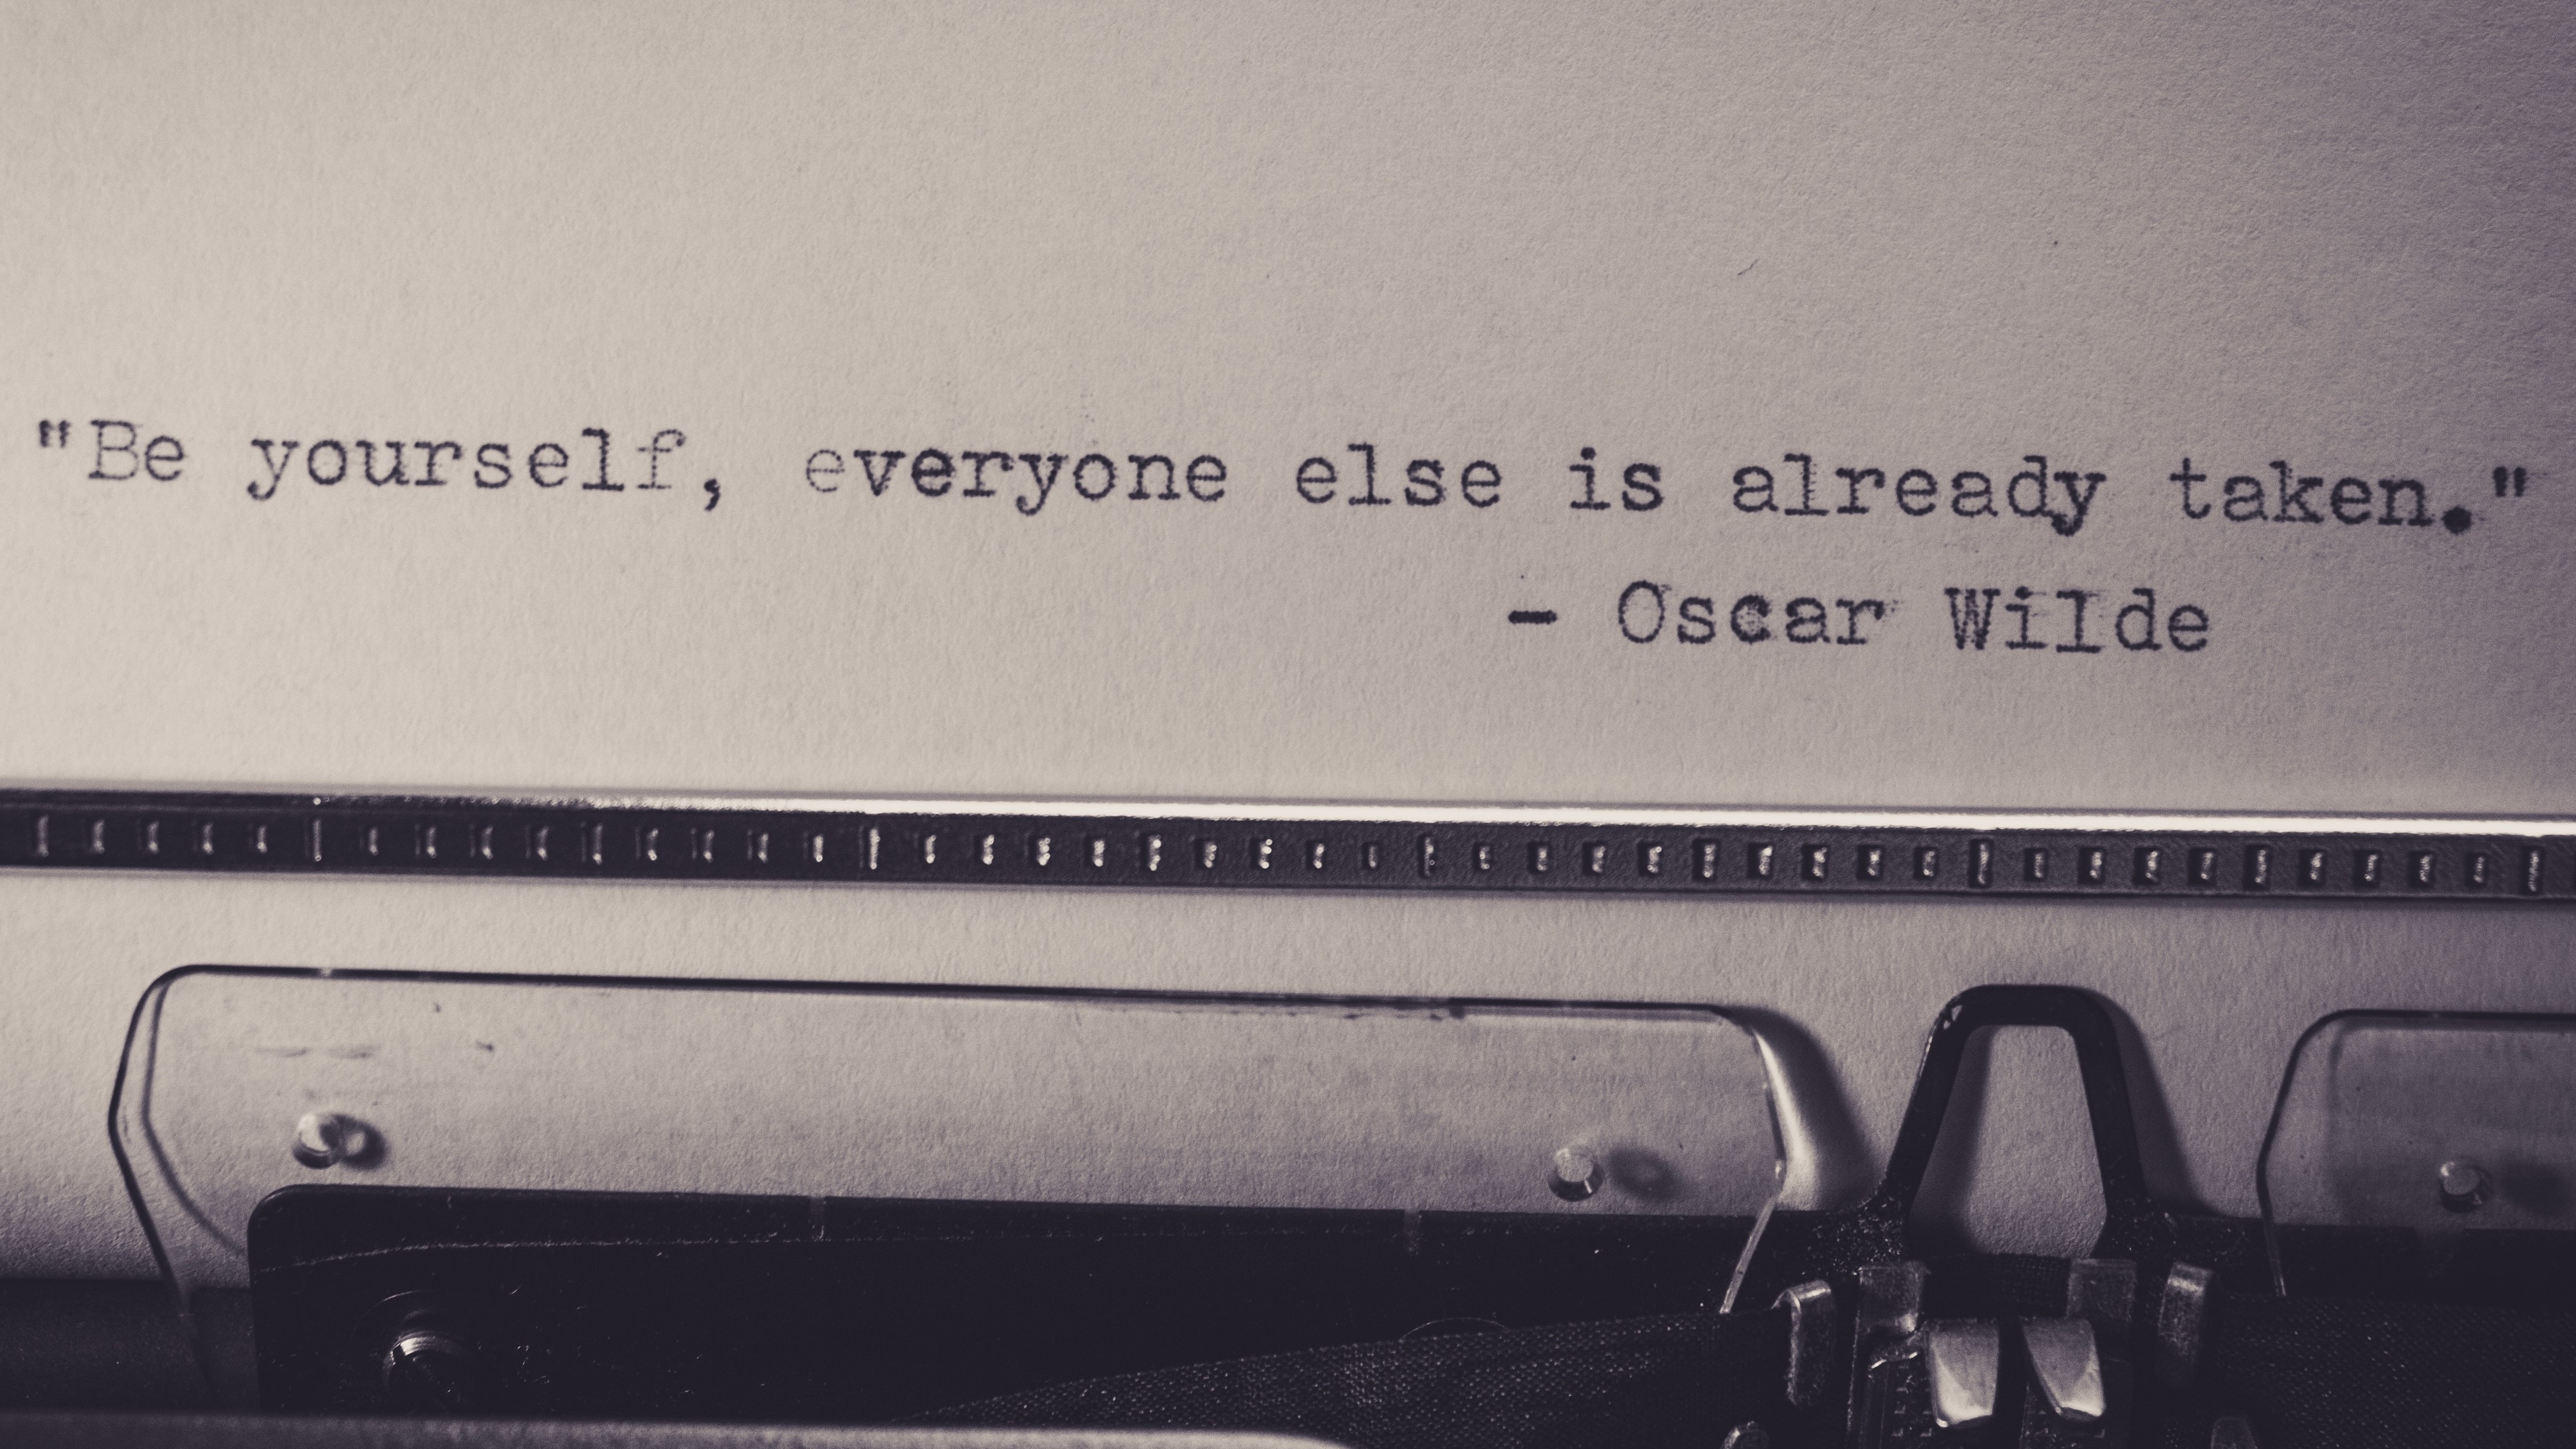 "Be yourself, everyone else is already taken."
- Oscar Wilde